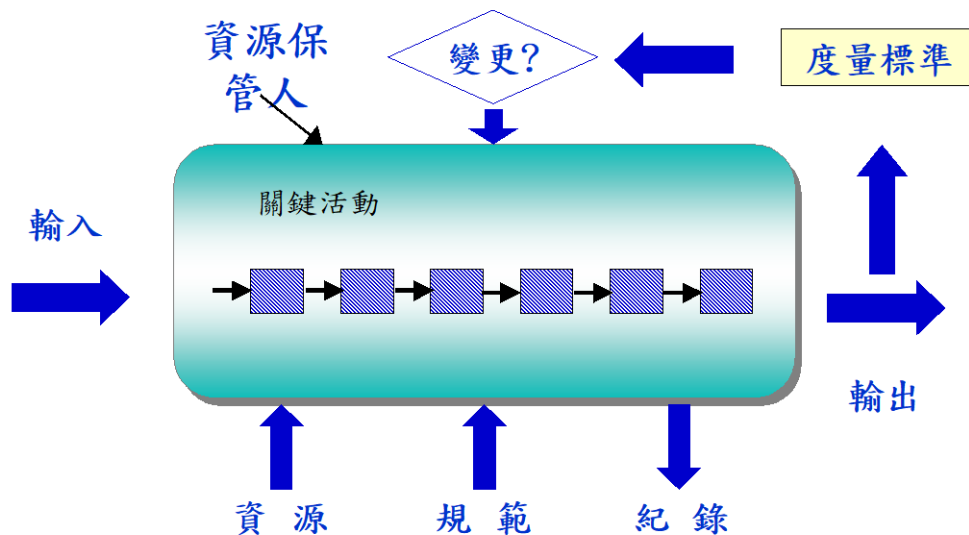 資源保
管人
變更?
度量標準
關鍵活動
輸入
輸出
資 源
規 範
紀 錄